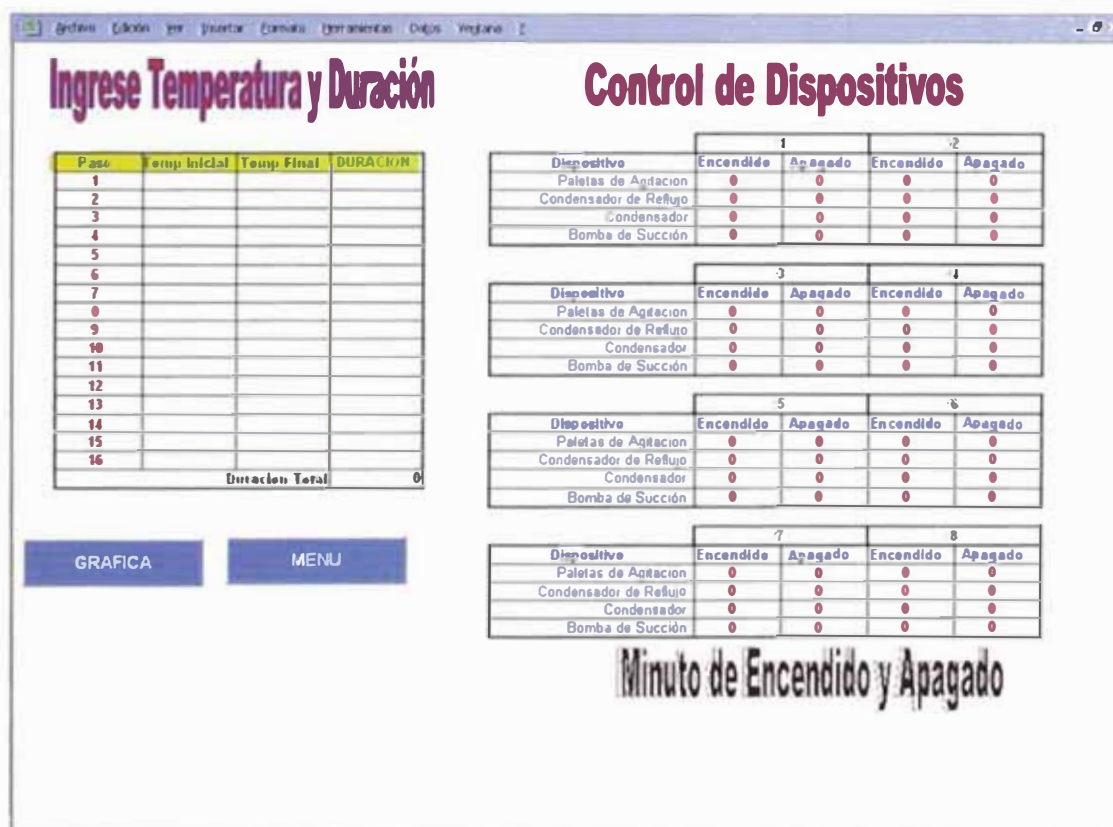 Archivo Edición Ver Insertar Formato Herramientas Datos Ventana ?
Ingrese Temperatura y Duración
Paso Temp Inicial Temp Final DURACION
1
2
3
4
5
6
7
8
9
10
11
12
13
14
15
16
Duracion Total 0
GRAFICA MENU
Control de Dispositivos
1 2
Dispositivo Encendido Apagado Encendido Apagado
Paletas de Agitacion 0 0 0 0
Condensador de Reflujo 0 0 0 0
Condensador 0 0 0 0
Bomba de Succión 0 0 0 0
3 4
Dispositivo Encendido Apagado Encendido Apagado
Paletas de Agitacion 0 0 0 0
Condensador de Reflujo 0 0 0 0
Condensador 0 0 0 0
Bomba de Succión 0 0 0 0
5 6
Dispositivo Encendido Apagado Encendido Apagado
Paletas de Agitacion 0 0 0 0
Condensador de Reflujo 0 0 0 0
Condensador 0 0 0 0
Bomba de Succión 0 0 0 0
7 8
Dispositivo Encendido Apagado Encendido Apagado
Paletas de Agitacion 0 0 0 0
Condensador de Reflujo 0 0 0 0
Condensador 0 0 0 0
Bomba de Succión 0 0 0 0
Minuto de Encendido y Apagado